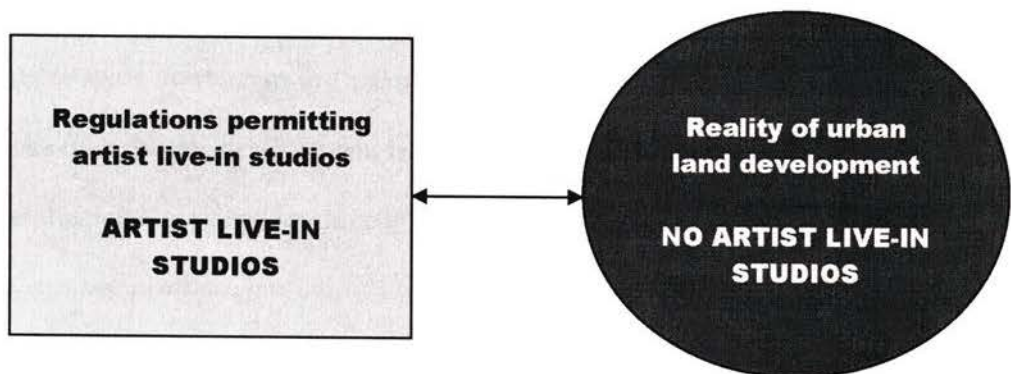 Regulations permitting
artist live-in studios
ARTIST LIVE-IN
STUDIOS
Reality of urban
land development
NO ARTIST LIVE-IN
STUDIOS